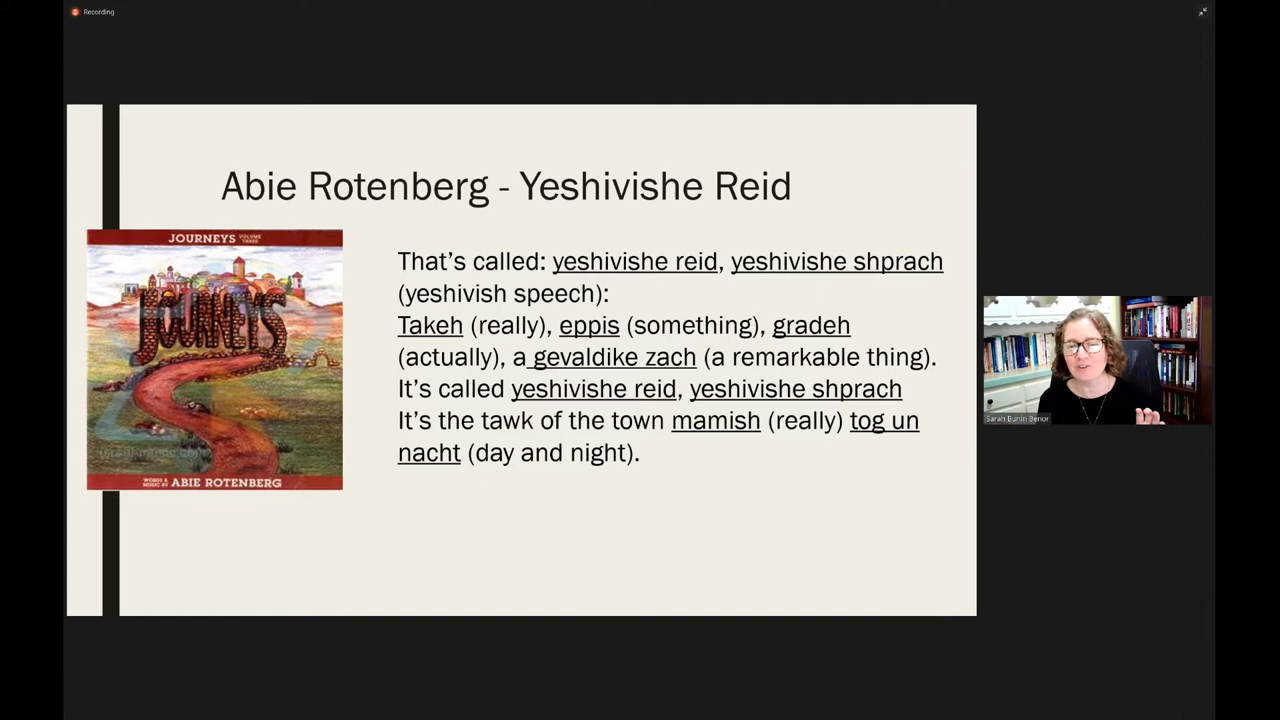 Recording
Abie Rotenberg - Yeshivishe Reid
JOURNEYS VOLUME THREE
JOURNEYS
WORDS & MUSIC BY ABIE ROTENBERG
That's called: yeshivishe reid, yeshivishe shprach
(yeshivish speech):
Takeh (really), eppis (something), gradeh
(actually), a gevaldike zach (a remarkable thing).
It's called yeshivishe reid, yeshivishe shprach
It's the tawk of the town mamish (really) tog un
nacht (day and night).
Sarah Bunin Benor